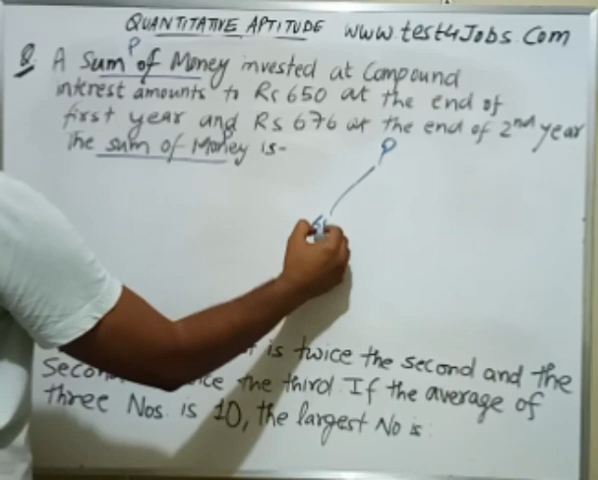 QUANTITATIVE APTITUDE www.test4Jobs.Com
Q. A Sum of Money invested at Compound
P
interest amounts to Rs 650 at the end of
first year and Rs 676 at the end of 2nd year
The sum of Money is-
P
is twice the second and the
Second the third. If the average of
three Nos. is 10, the largest No is